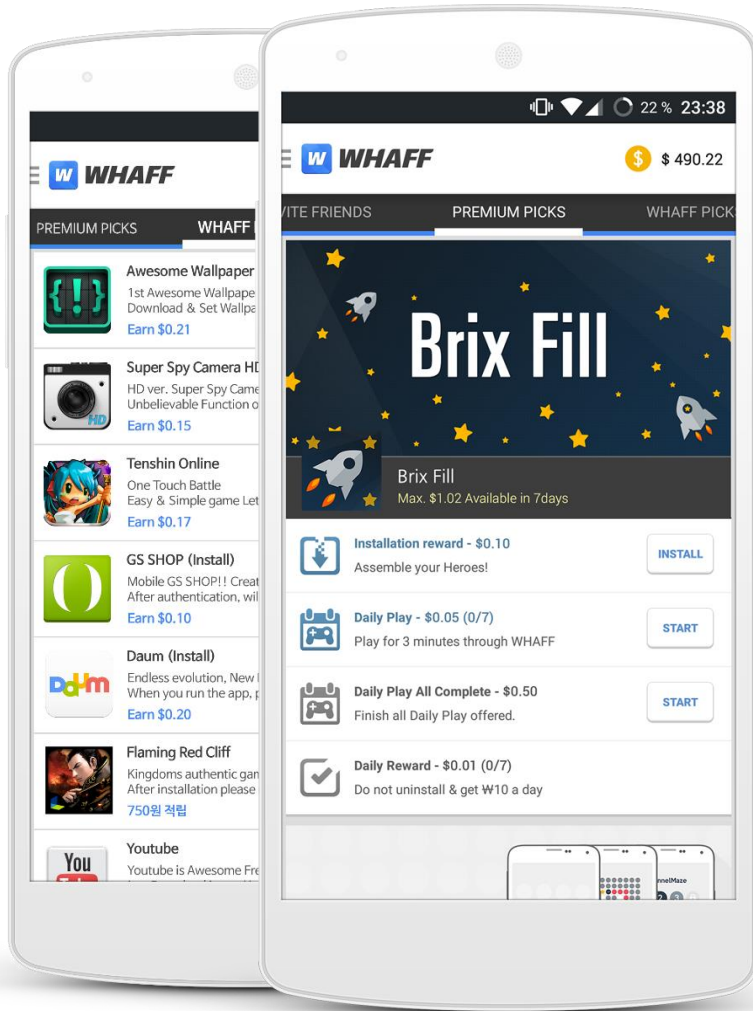 W WHAFF
PREMIUM PICKS WHAFF
{!}
Awesome Wallpaper
1st Awesome Wallpape
Download & Set Wallpa
Earn $0.21
HD
Super Spy Camera HD
HD ver. Super Spy Came
Unbelievable Function o
Earn $0.15
Tenshin Online
One Touch Battle
Easy & Simple game Let
Earn $0.17
GS SHOP (Install)
Mobile GS SHOP!! Creat
After authentication, wil
Earn $0.10
Daum
Daum (Install)
Endless evolution, New
When you run the app, p
Earn $0.20
Flaming Red Cliff
Kingdoms authentic gam
After installation please
750원 적립
You
Youtube
Youtube is Awesome Fre
22 % 23:38
W WHAFF
$ $ 490.22
VITE FRIENDS PREMIUM PICKS WHAFF PICK
Brix Fill
Brix Fill
Max. $1.02 Available in 7days
Installation reward - $0.10
Assemble your Heroes!
INSTALL
Daily Play - $0.05 (0/7)
Play for 3 minutes through WHAFF
START
Daily Play All Complete - $0.50
Finish all Daily Play offered.
START
Daily Reward - $0.01 (0/7)
Do not uninstall & get ₩10 a day
nnelMaze